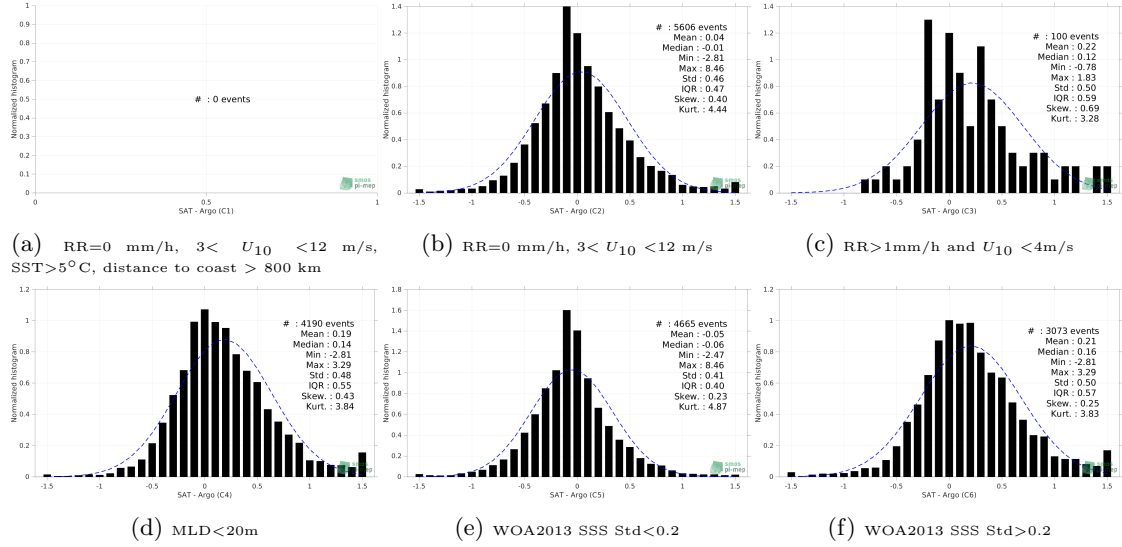 1
0.9
0.8
0.7
0.6
0.5
0.4
0.3
0.2
0.1
0
Normalized histogram
# : 0 events
smos
pi-mep
0 0.5 1
SAT - Argo (C1)
1.4
1.2
1
0.8
0.6
0.4
0.2
0
Normalized histogram
# : 5606 events
Mean : 0.04
Median : -0.01
Min : -2.81
Max : 8.46
Std : 0.46
IQR : 0.47
Skew. : 0.40
Kurt. : 4.44
smos
pi-mep
-1.5 -1 -0.5 0 0.5 1 1.5
SAT - Argo (C2)
1.4
1.2
1
0.8
0.6
0.4
0.2
0
Normalized histogram
# : 100 events
Mean : 0.22
Median : 0.12
Min : -0.78
Max : 1.83
Std : 0.50
IQR : 0.59
Skew. : 0.69
Kurt. : 3.28
smos
pi-mep
-1.5 -1 -0.5 0 0.5 1 1.5
SAT - Argo (C3)
(a) RR=0 mm/h, 3< U10 <12 m/s,
SST>5°C, distance to coast > 800 km
(b) RR=0 mm/h, 3< U10 <12 m/s
(c) RR>1mm/h and U10 <4m/s
1.2
1
0.8
0.6
0.4
0.2
0
Normalized histogram
# : 4190 events
Mean : 0.19
Median : 0.14
Min : -2.81
Max : 3.29
Std : 0.48
IQR : 0.55
Skew. : 0.43
Kurt. : 3.84
smos
pi-mep
-1.5 -1 -0.5 0 0.5 1 1.5
SAT - Argo (C4)
1.8
1.6
1.4
1.2
1
0.8
0.6
0.4
0.2
0
Normalized histogram
# : 4665 events
Mean : -0.05
Median : -0.06
Min : -2.47
Max : 8.46
Std : 0.41
IQR : 0.40
Skew. : 0.23
Kurt. : 4.87
smos
pi-mep
-1.5 -1 -0.5 0 0.5 1 1.5
SAT - Argo (C5)
1.2
1
0.8
0.6
0.4
0.2
0
Normalized histogram
# : 3073 events
Mean : 0.21
Median : 0.16
Min : -2.81
Max : 3.29
Std : 0.50
IQR : 0.57
Skew. : 0.25
Kurt. : 3.83
smos
pi-mep
-1.5 -1 -0.5 0 0.5 1 1.5
SAT - Argo (C6)
(d) MLD<20m
(e) WOA2013 SSS Std<0.2
(f) WOA2013 SSS Std>0.2